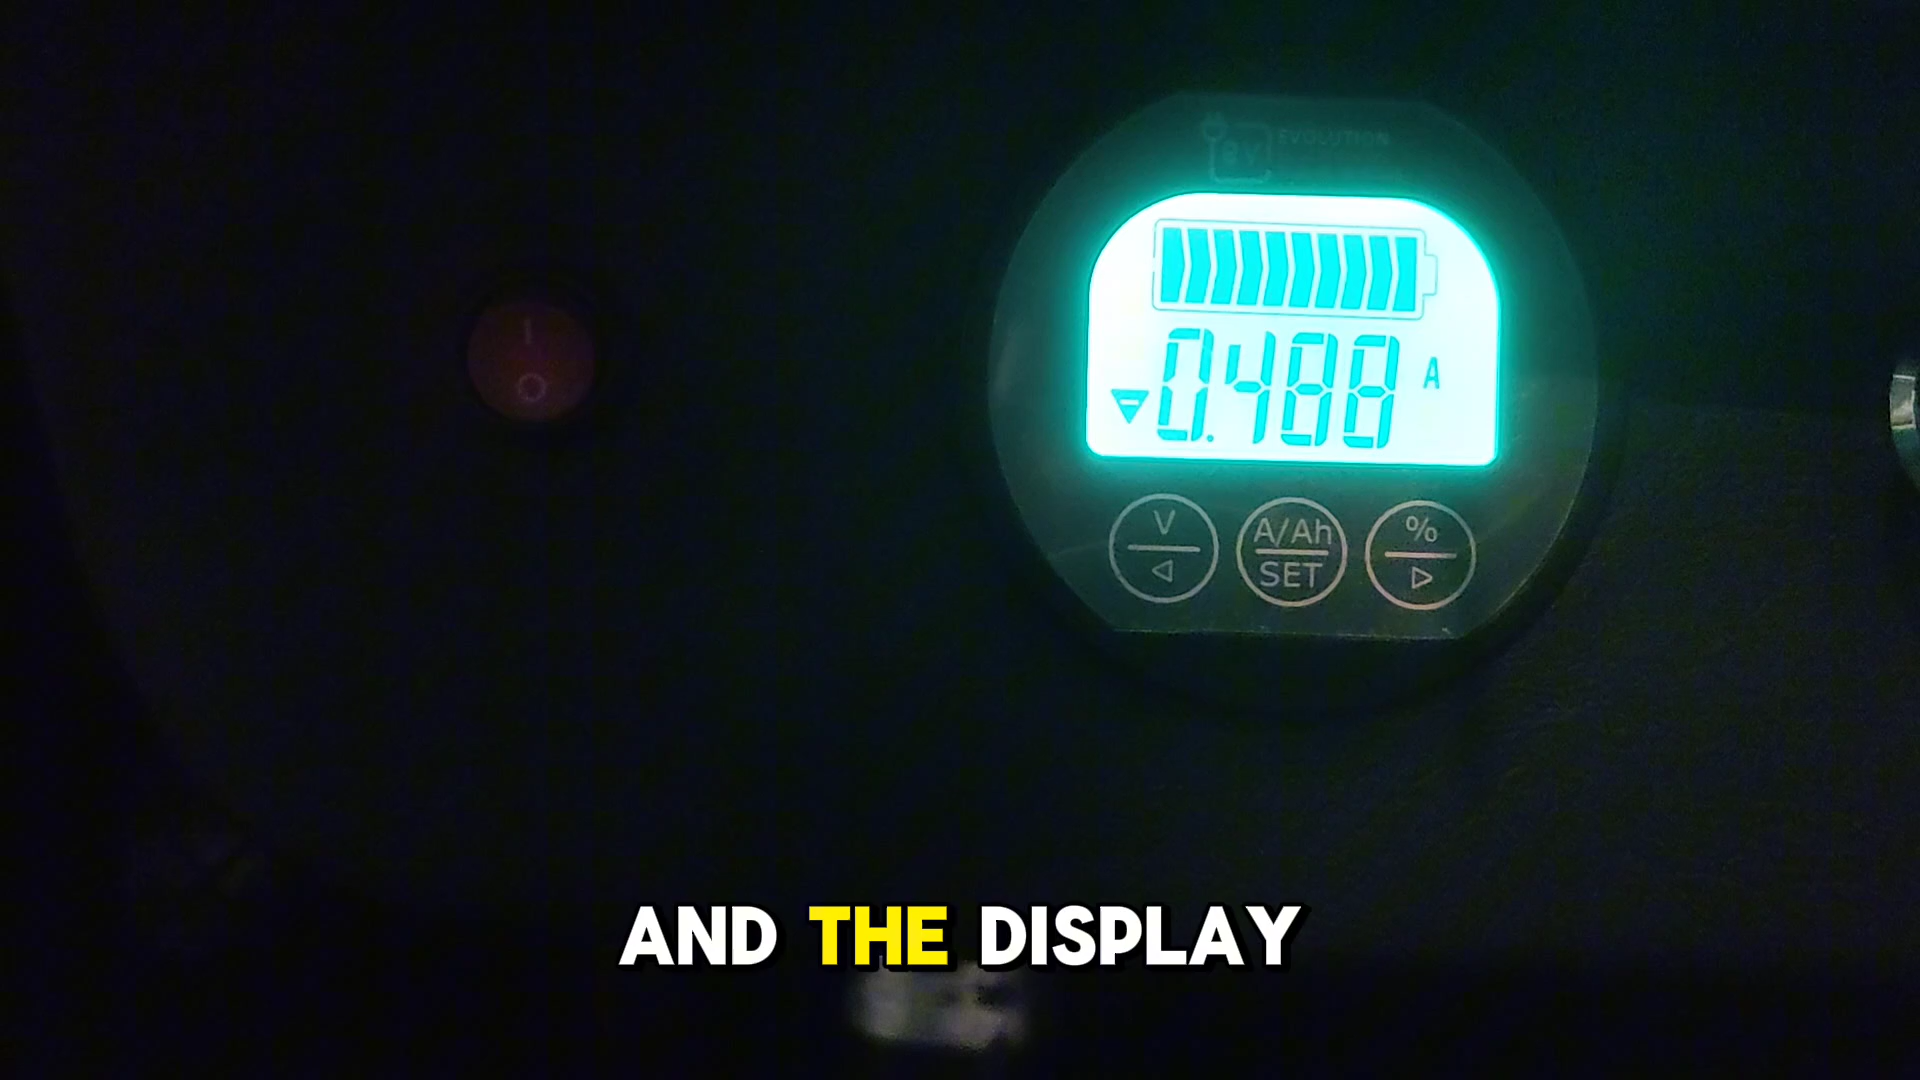 EVOLUTION
0.488 A
V
A/Ah
SET
%
I
O
AND THE DISPLAY